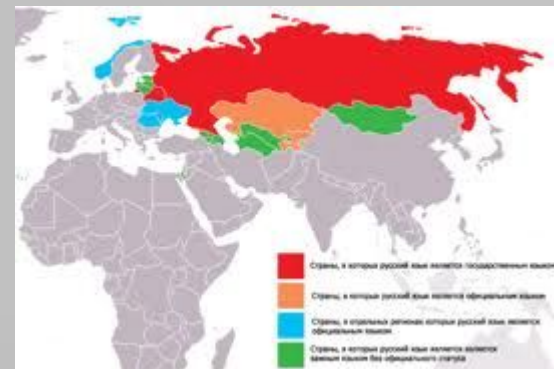 Страны, в которых русский язык является государственным языком
Страны, в которых русский язык является официальным языком
Страны, в отдельных регионах которых русский язык является
официальным языком
Страны, в которых русский язык является является
важным языком без официального статуса